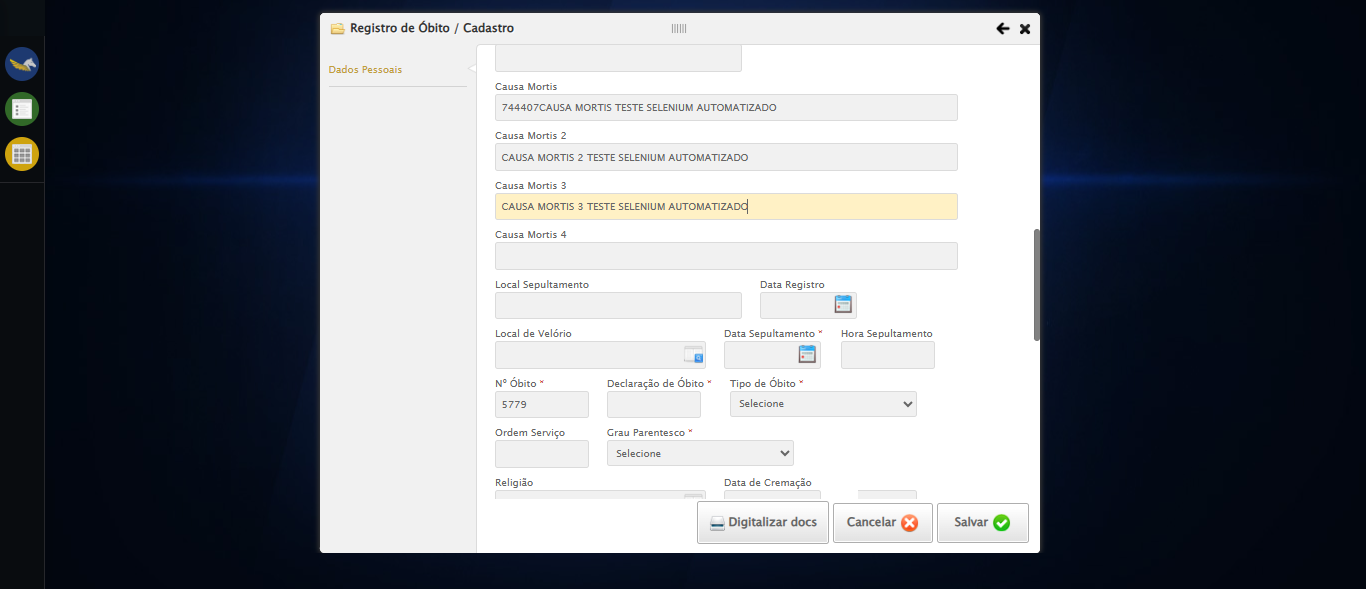 Registro de Óbito / Cadastro
Dados Pessoais
Causa Mortis
744407CAUSA MORTIS TESTE SELENIUM AUTOMATIZADO
Causa Mortis 2
CAUSA MORTIS 2 TESTE SELENIUM AUTOMATIZADO
Causa Mortis 3
CAUSA MORTIS 3 TESTE SELENIUM AUTOMATIZADO
Causa Mortis 4
Local Sepultamento Data Registro
Local de Velório Data Sepultamento * Hora Sepultamento
Nº Óbito * Declaração de Óbito * Tipo de Óbito *
5779 Selecione
Ordem Serviço Grau Parentesco *
Selecione
Religião Data de Cremação
Digitalizar docs Cancelar Salvar